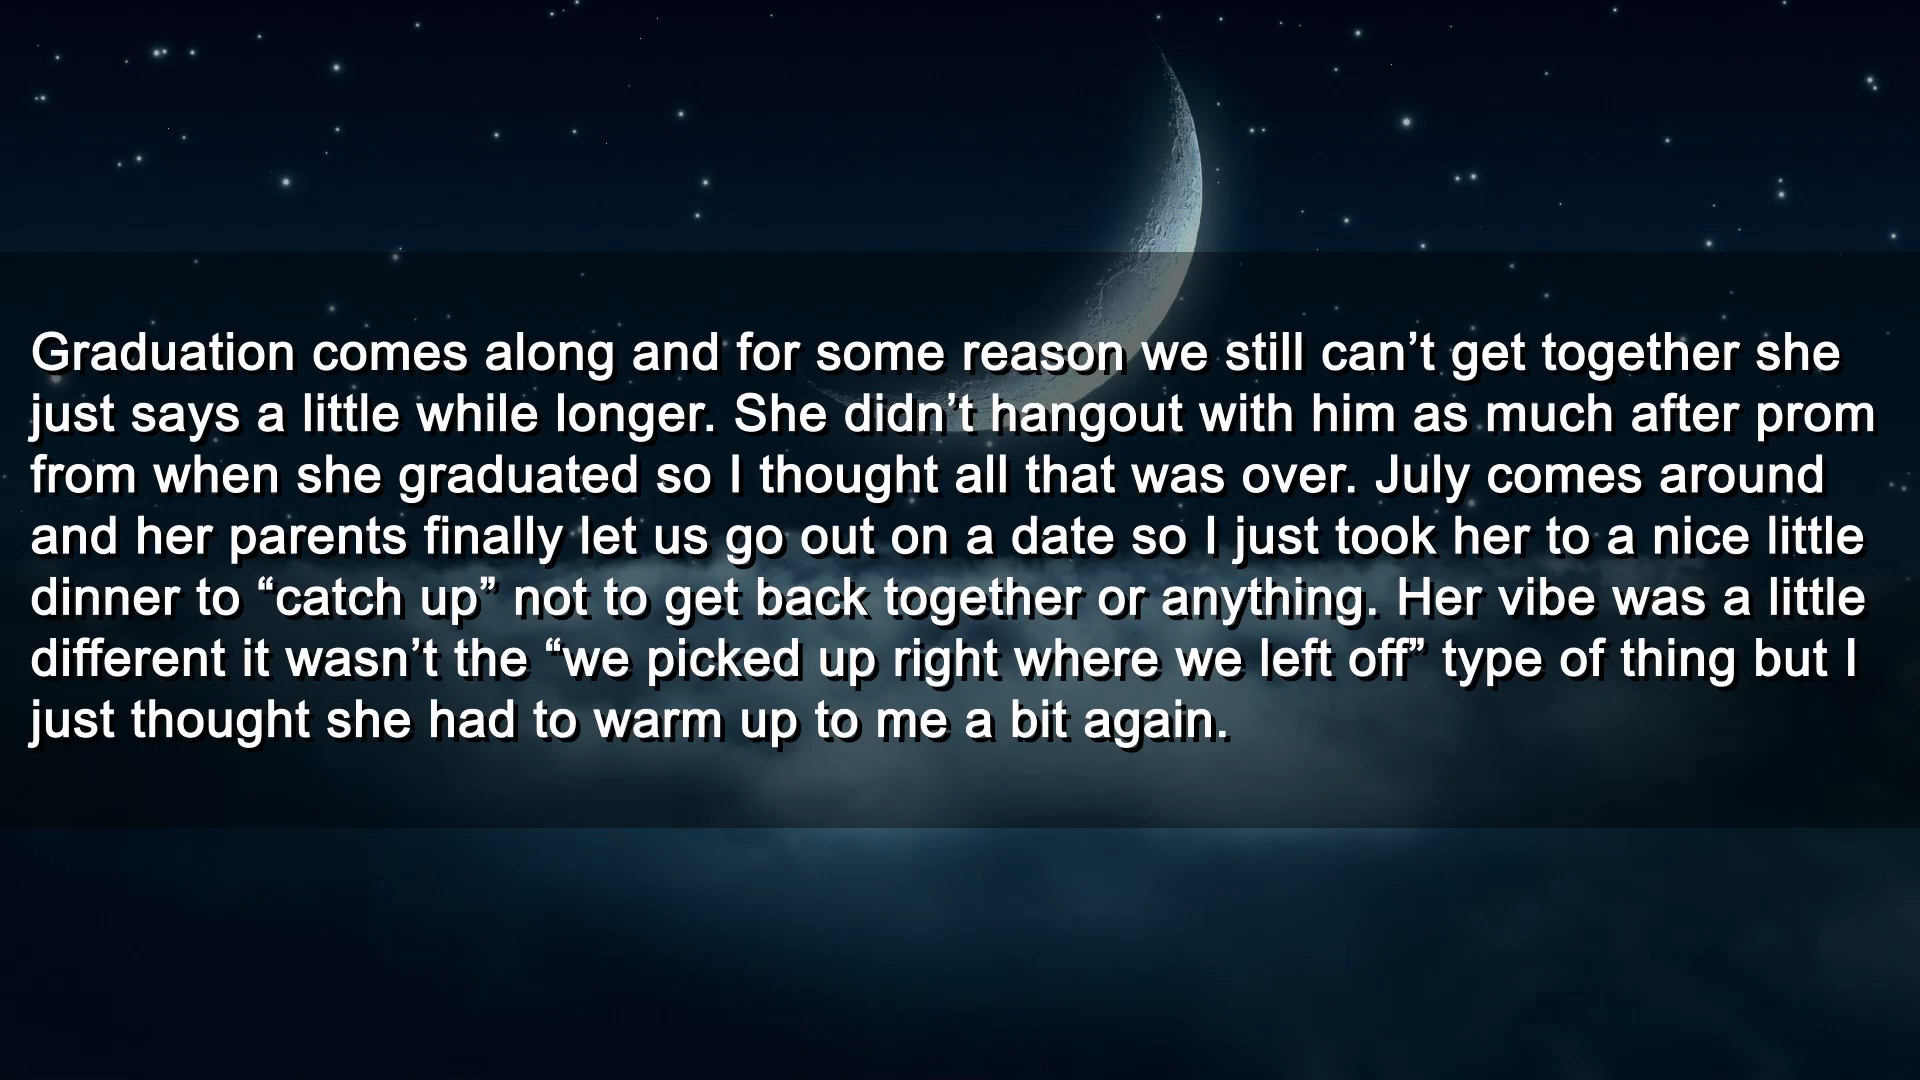 Graduation comes along and for some reason we still can’t get together she
just says a little while longer. She didn’t hangout with him as much after prom
from when she graduated so I thought all that was over. July comes around
and her parents finally let us go out on a date so I just took her to a nice little
dinner to “catch up” not to get back together or anything. Her vibe was a little
different it wasn’t the “we picked up right where we left off” type of thing but I
just thought she had to warm up to me a bit again.